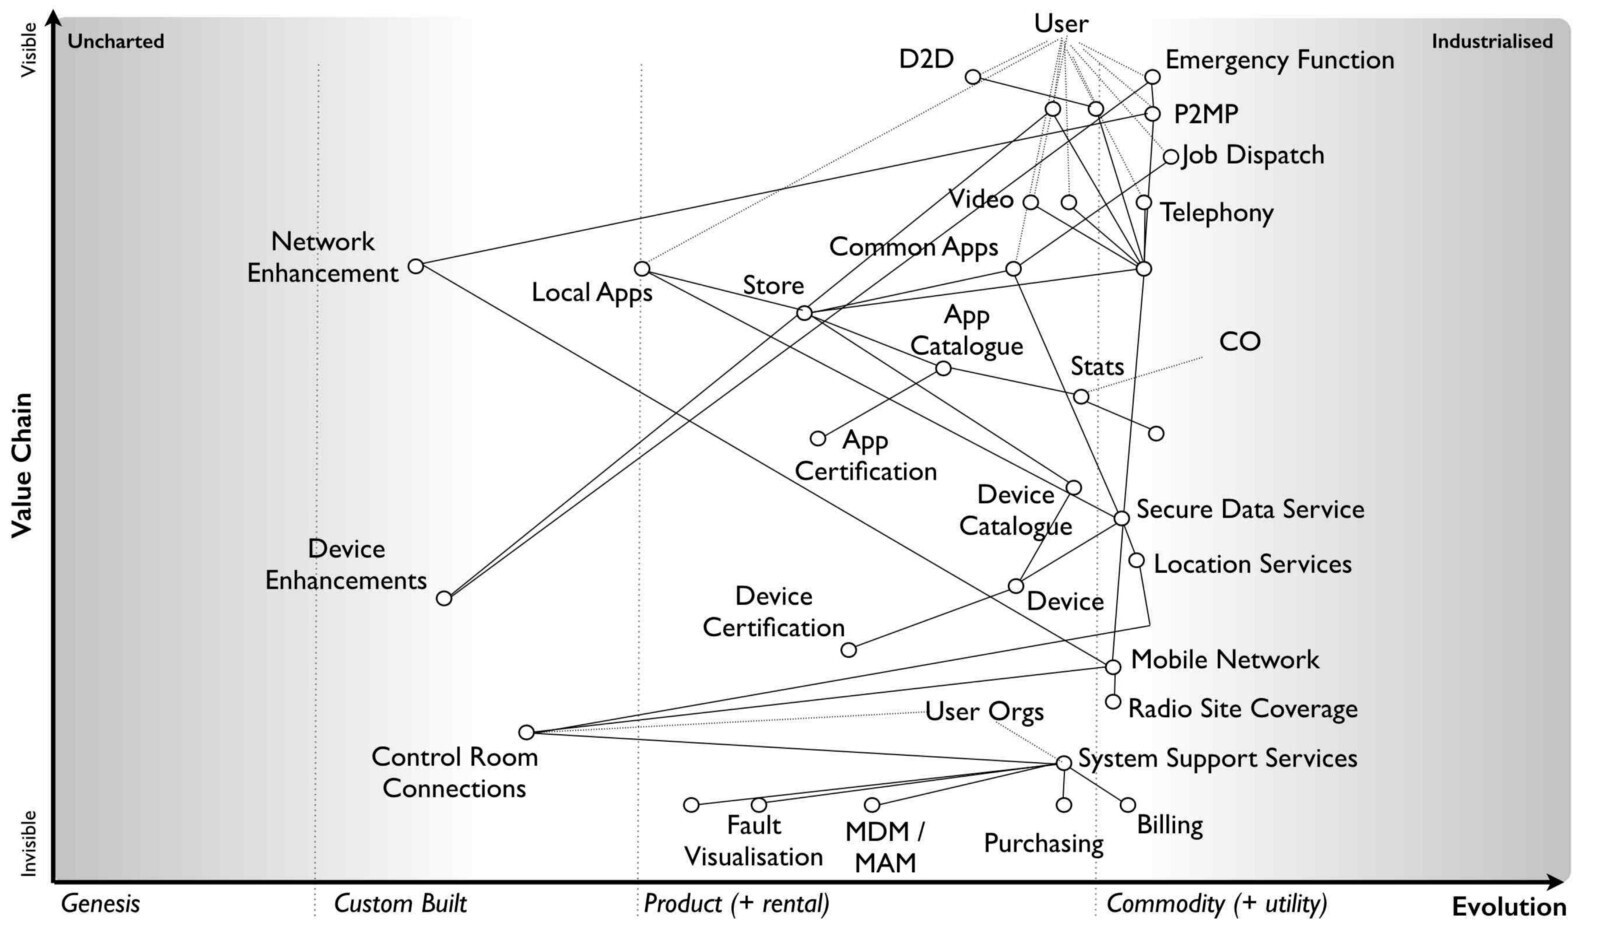 User
Visible
Uncharted
Industrialised
D2D
Emergency Function
P2MP
Job Dispatch
Video
Telephony
Network
Enhancement
Common Apps
Local Apps
Store
App
Catalogue
CO
Stats
Value Chain
App
Certification
Device
Catalogue
Secure Data Service
Device
Enhancements
Location Services
Device
Certification
Device
Mobile Network
User Orgs
Radio Site Coverage
Control Room
Connections
System Support Services
Invisible
Fault
Visualisation
MDM /
MAM
Purchasing
Billing
Genesis
Custom Built
Product (+ rental)
Commodity (+ utility)
Evolution